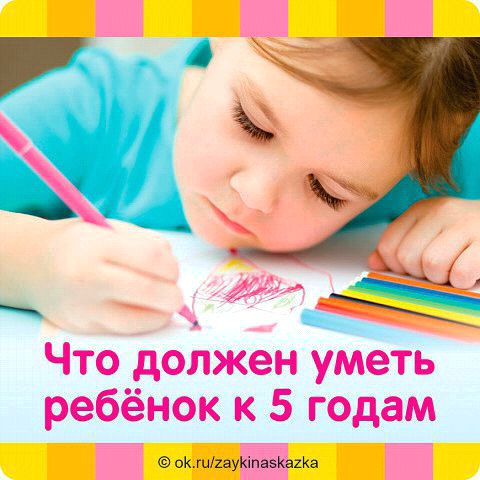 Что должен уметь
ребёнок к 5 годам
© ok.ru/zaykinaskazka